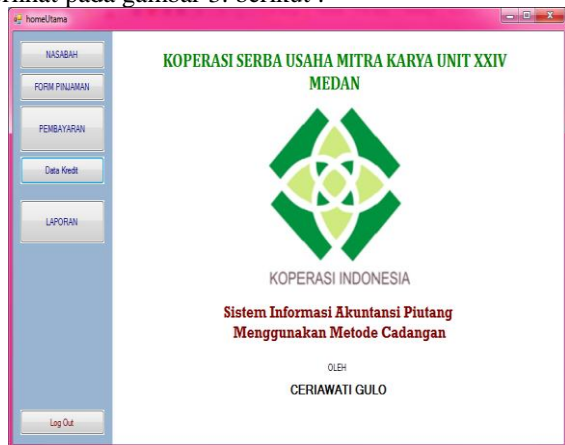 pada gambar 3. berikut :
homeUtama
NASABAH
FORM PINJAMAN
PEMBAYARAN
Data Kredit
LAPORAN
Log Out
KOPERASI SERBA USAHA MITRA KARYA UNIT XXIV
MEDAN
KOPERASI INDONESIA
Sistem Informasi Akuntansi Piutang
Menggunakan Metode Cadangan
OLEH
CERIAWATI GULO